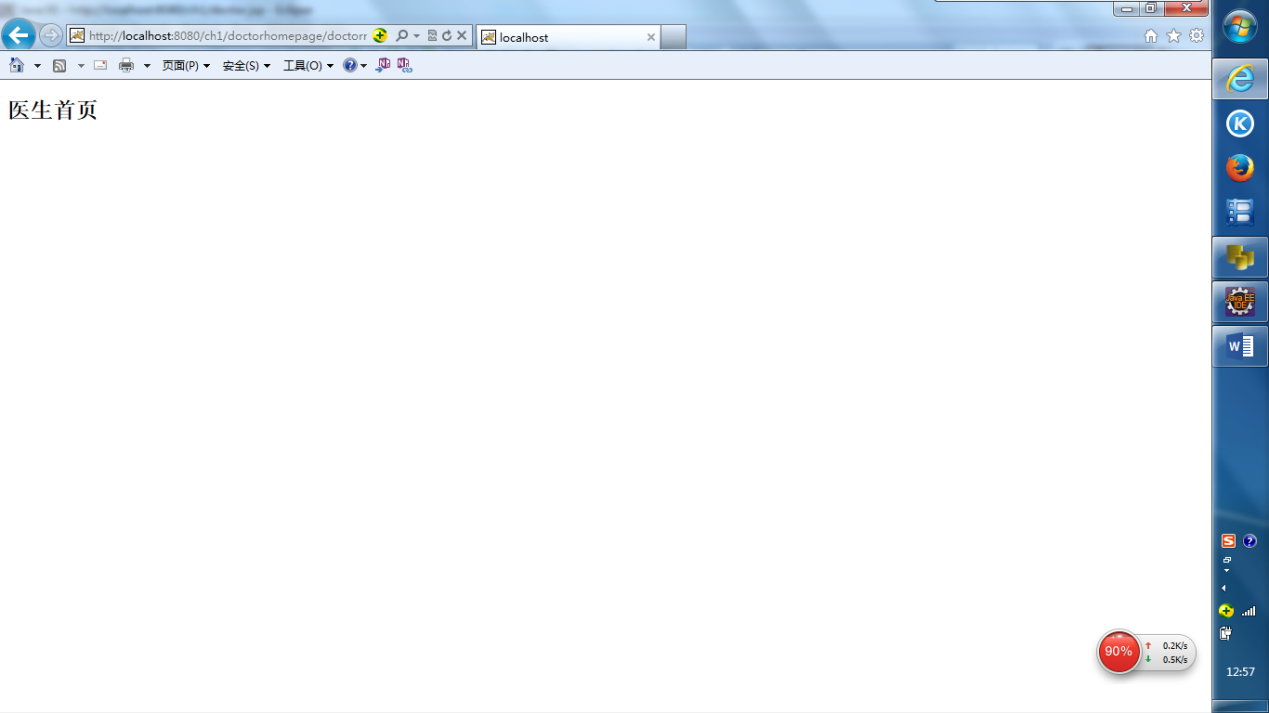 http://localhost:8080/ch1/doctorhomepage/doctorr
localhost
页面(P)
安全(S)
工具(O)
医生首页
90%
0.2K/s
0.5K/s
12:57